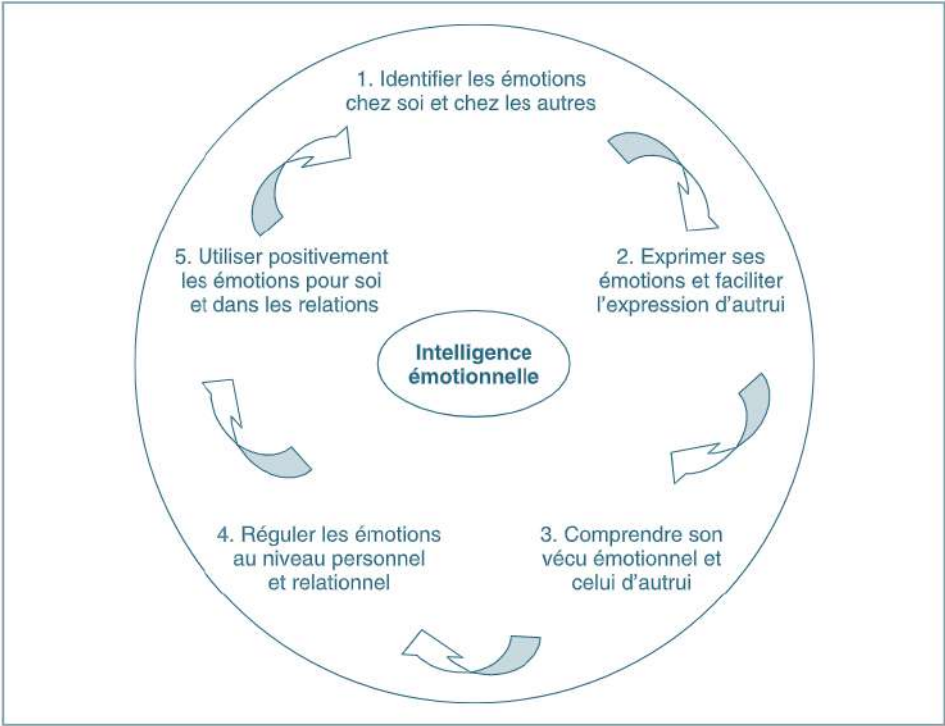 1. Identifier les émotions
chez soi et chez les autres
2. Exprimer ses
émotions et faciliter
l'expression d'autrui
3. Comprendre son
vécu émotionnel et
celui d'autrui
4. Réguler les émotions
au niveau personnel
et relationnel
5. Utiliser positivement
les émotions pour soi
et dans les relations
Intelligence
émotionnelle